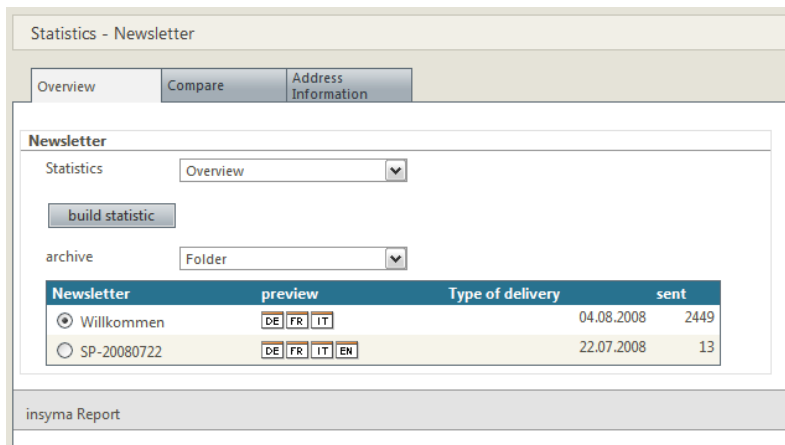 Statistics - Newsletter
Overview Compare Address Information
Newsletter
Statistics Overview
build statistic
archive Folder
Newsletter preview Type of delivery sent
Willkommen DE FR IT 04.08.2008 2449
SP-20080722 DE FR IT EN 22.07.2008 13
insyma Report